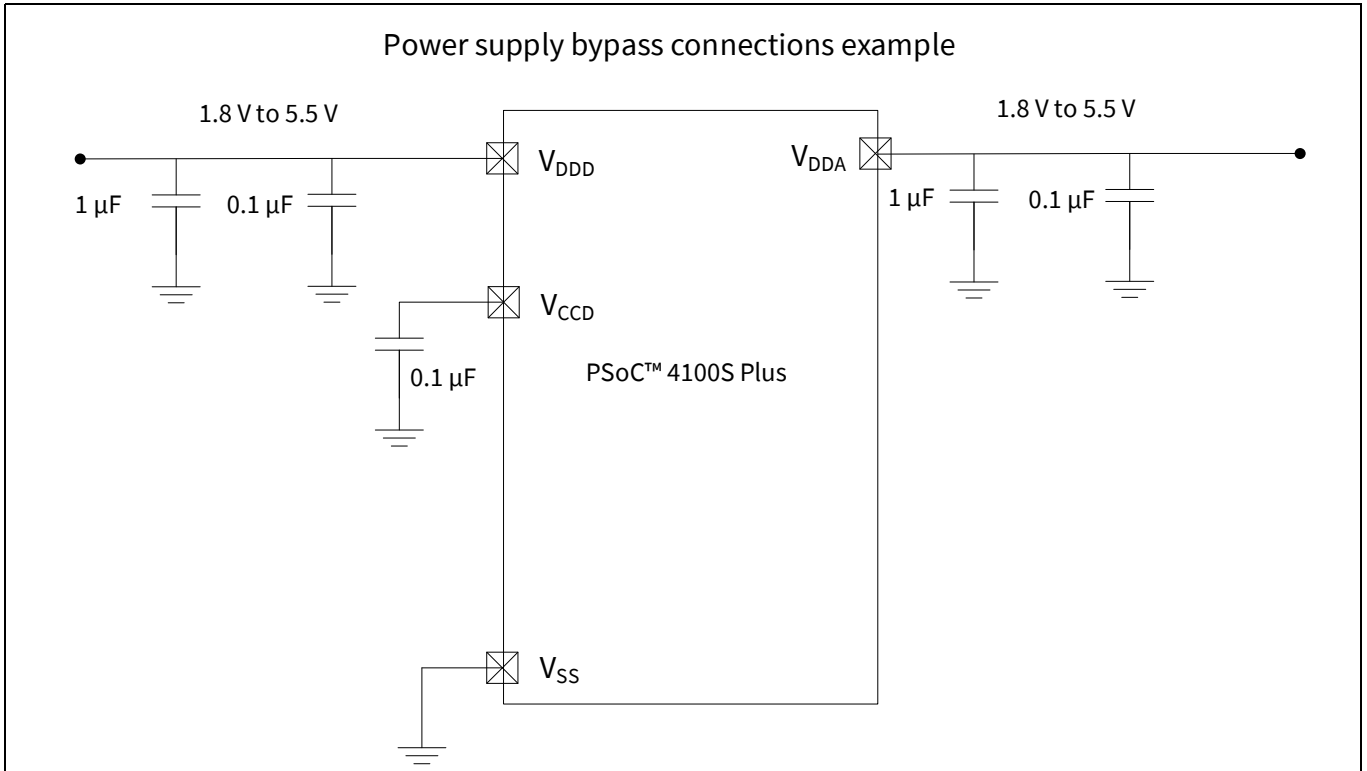 Power supply bypass connections example
1.8 V to 5.5 V
1.8 V to 5.5 V
VDDD
VDDA
1 μF
0.1 μF
1 μF
0.1 μF
VCCD
0.1 μF
PSoC™ 4100S Plus
VSS